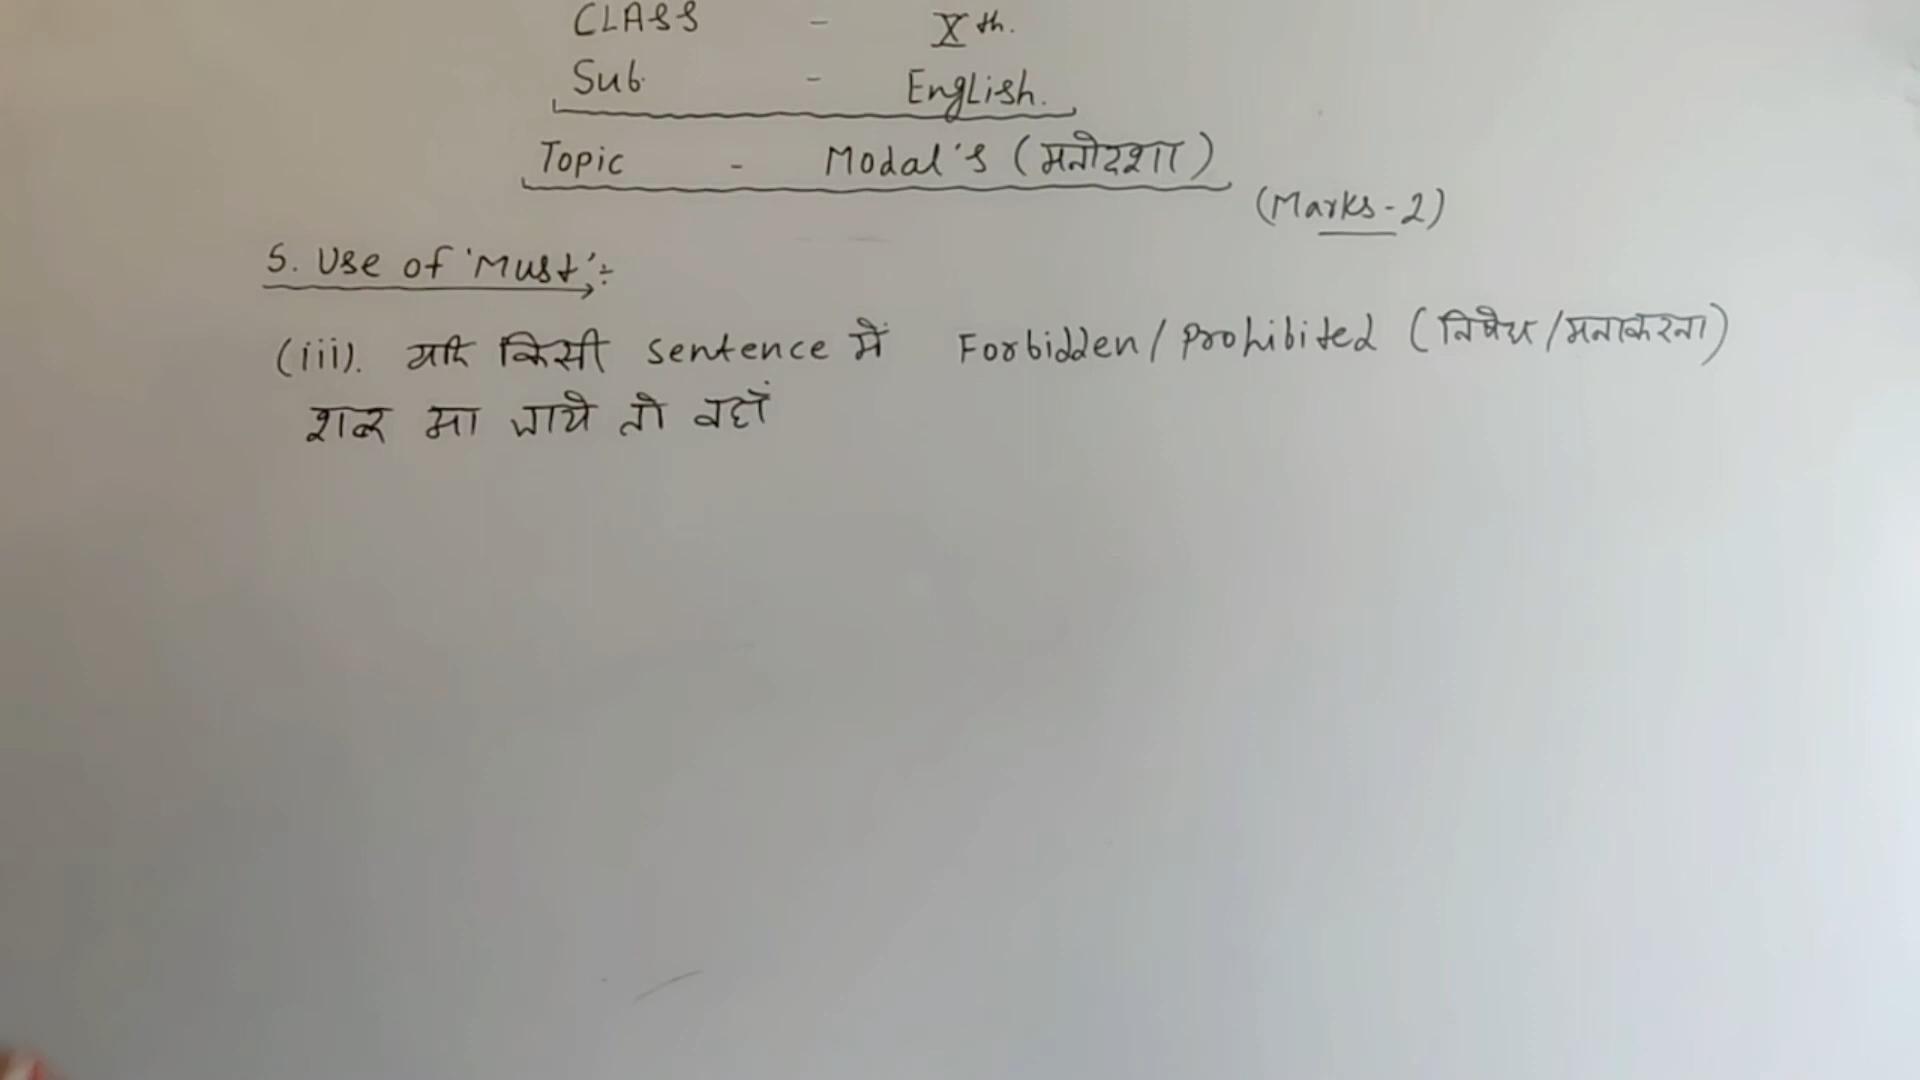 CLASS - Xth.
Sub. - English.
Topic - Modal's (मनोदशा)
(Marks-2)
5. Use of 'Must':
(iii). यदि किसी sentence में Forbidden/Prohibited (निषेध/मनाकरना)
शब्द आ जाये तो वहाँ